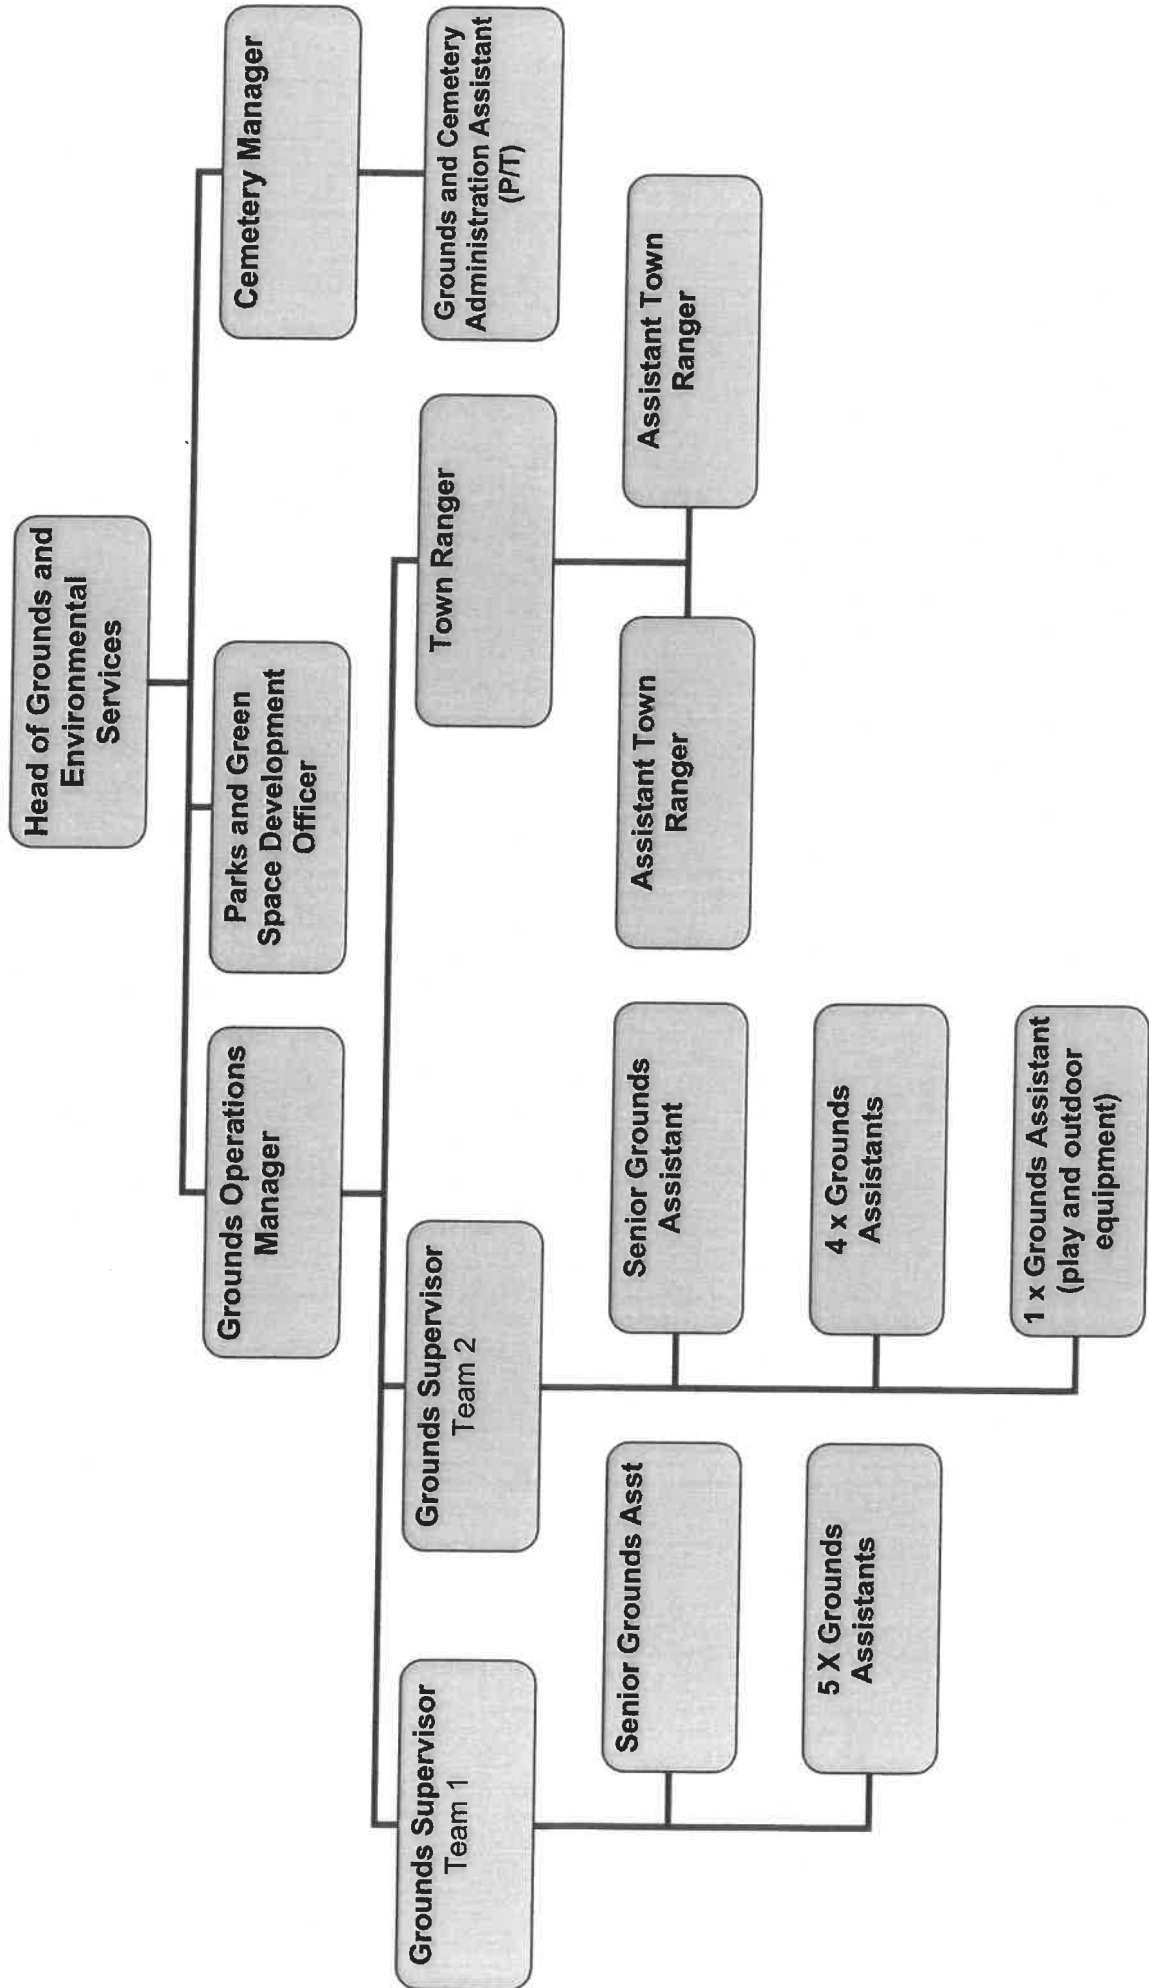 Head of Grounds and
Environmental
Services
Grounds Operations
Manager
Parks and Green
Space Development
Officer
Cemetery Manager
Grounds Supervisor
Team 1
Grounds Supervisor
Team 2
Town Ranger
Grounds and Cemetery
Administration Assistant
(P/T)
Senior Grounds Asst
Senior Grounds
Assistant
Assistant Town
Ranger
Assistant Town
Ranger
5 X Grounds
Assistants
4 x Grounds
Assistants
1 x Grounds Assistant
(play and outdoor
equipment)